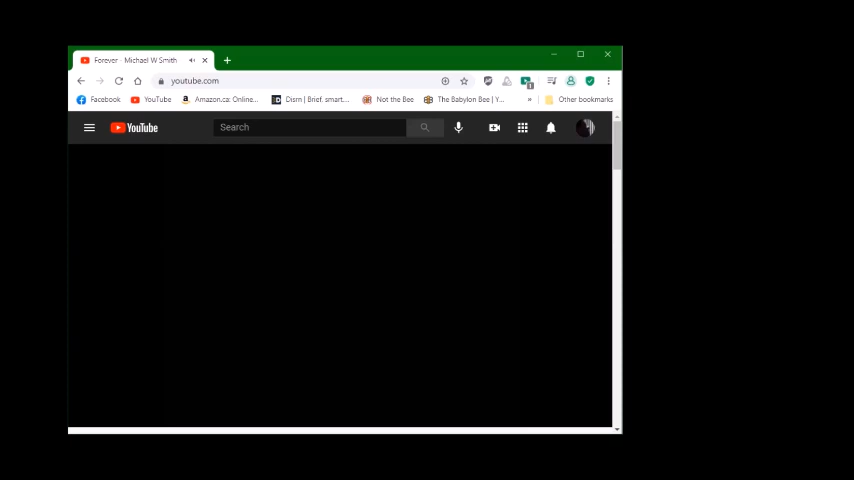 Forever - Michael W Smith
youtube.com
1
Facebook YouTube Amazon.ca: Online... Dism | Brief, smart,... Not the Bee The Babylon Bee | Y... » Other bookmarks
YouTube Search